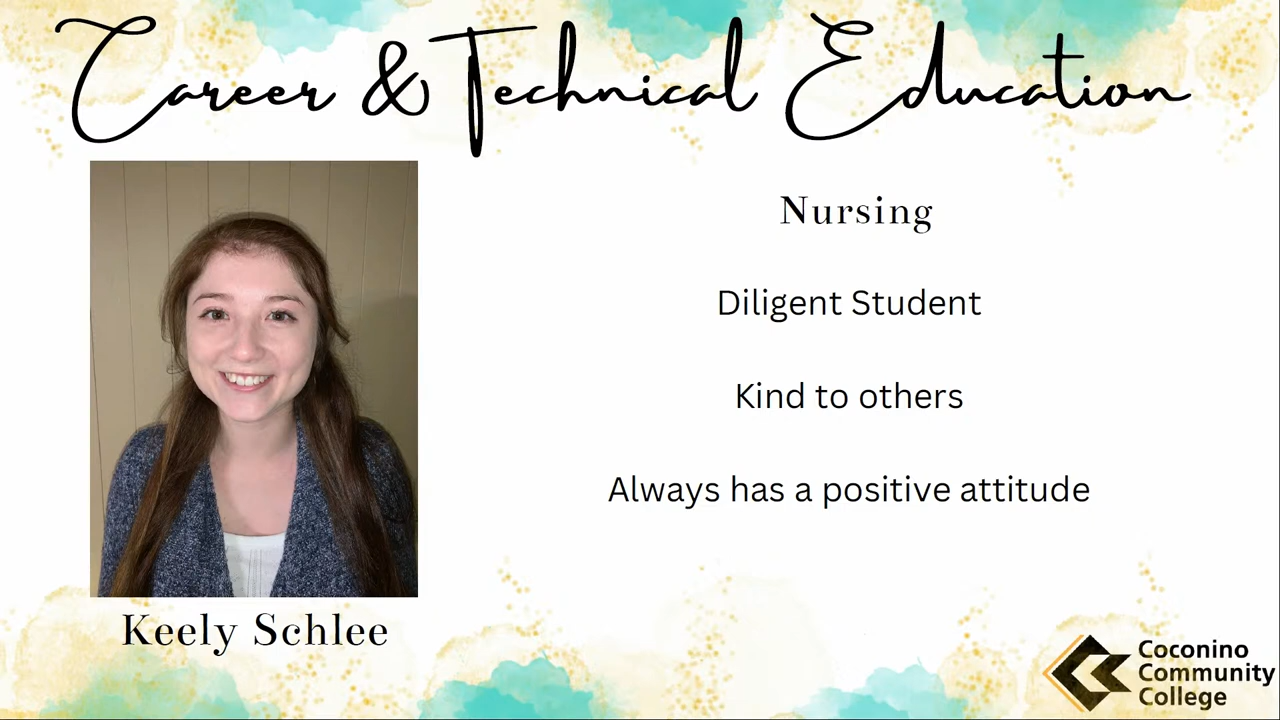 Career & Technical Education
Nursing
Diligent Student
Kind to others
Always has a positive attitude
Keely Schlee
Coconino
Community
College